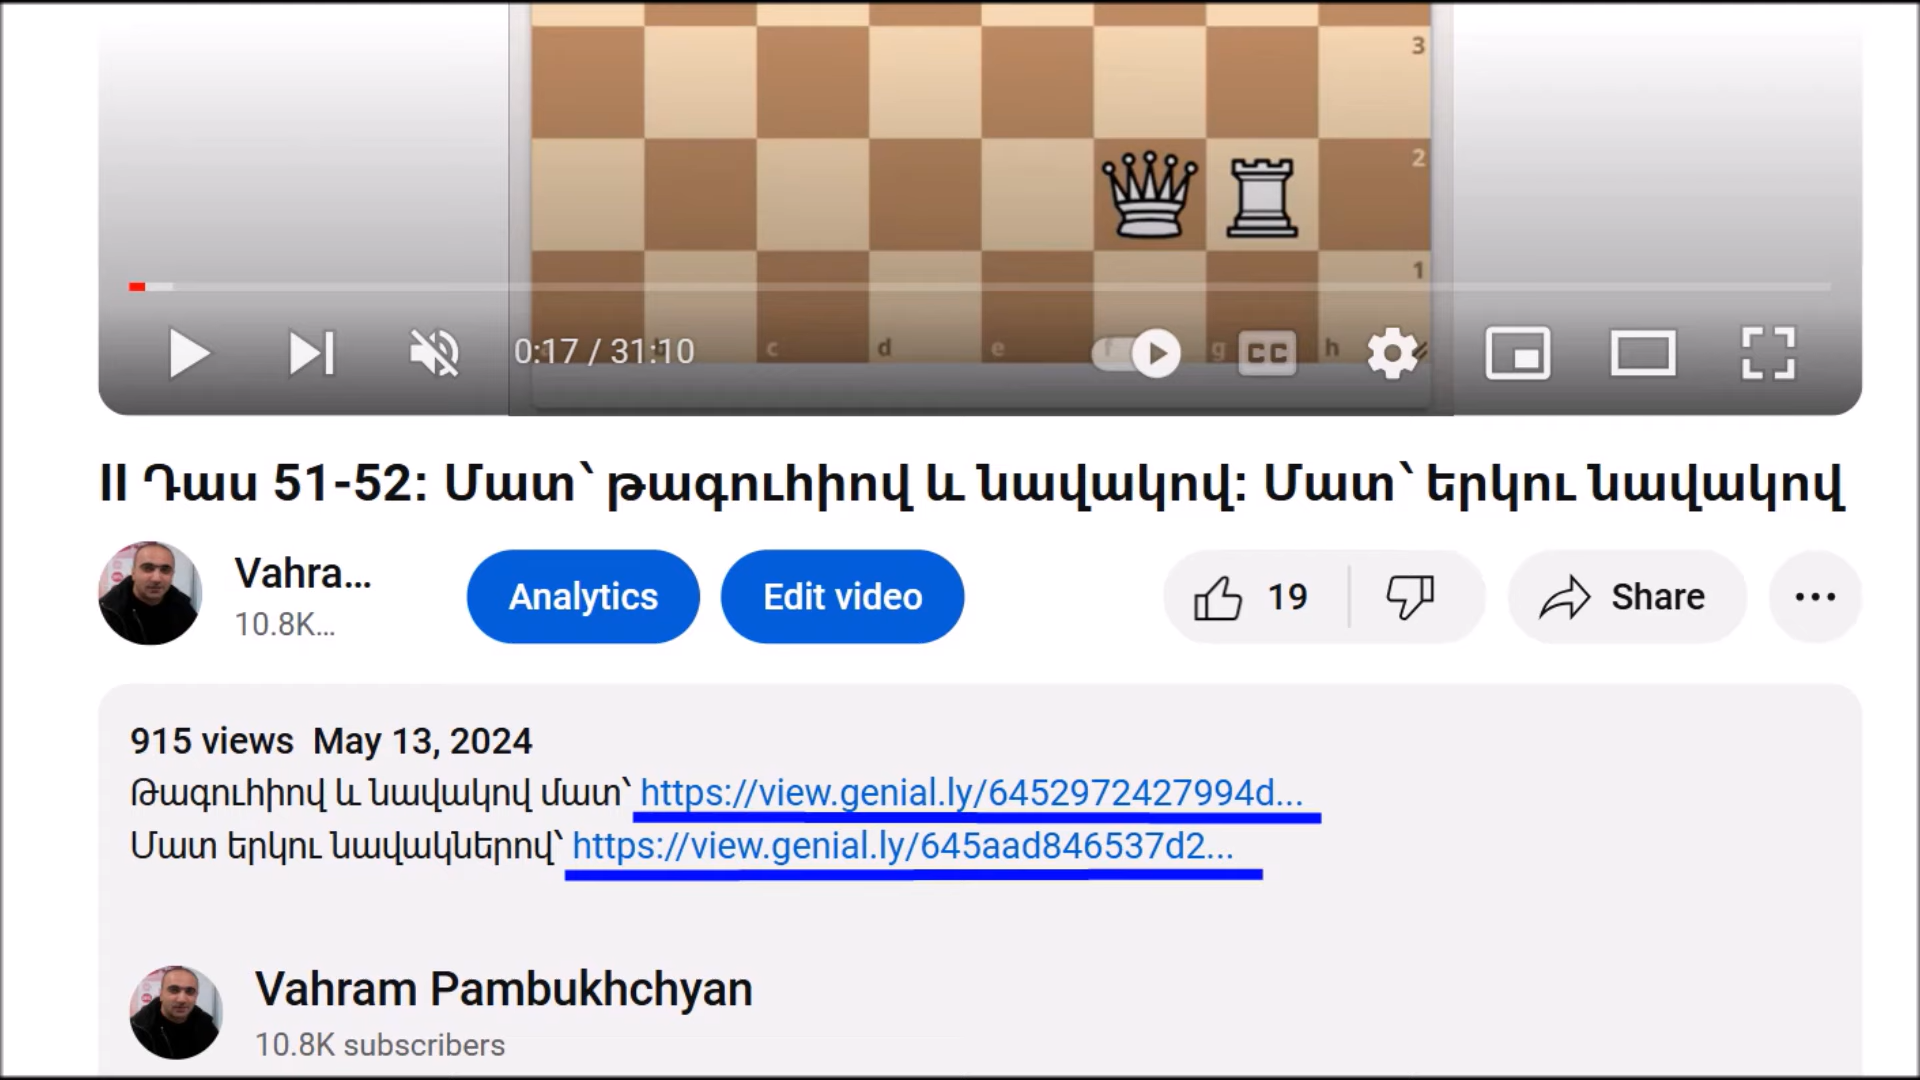 3
2
1
0:17 / 31:10
c d e f g h
CC
II Դաս 51-52: Մատ՝ թագուհիով և նավակով: Մատ՝ երկու նավակով
Vahra...
10.8K...
Analytics
Edit video
19
Share
915 views May 13, 2024
Թագուհիով և նավակով մատ՝ https://view.genial.ly/6452972427994d...
Մատ երկու նավակներով՝ https://view.genial.ly/645aad846537d2...
Vahram Pambukhchyan
10.8K subscribers